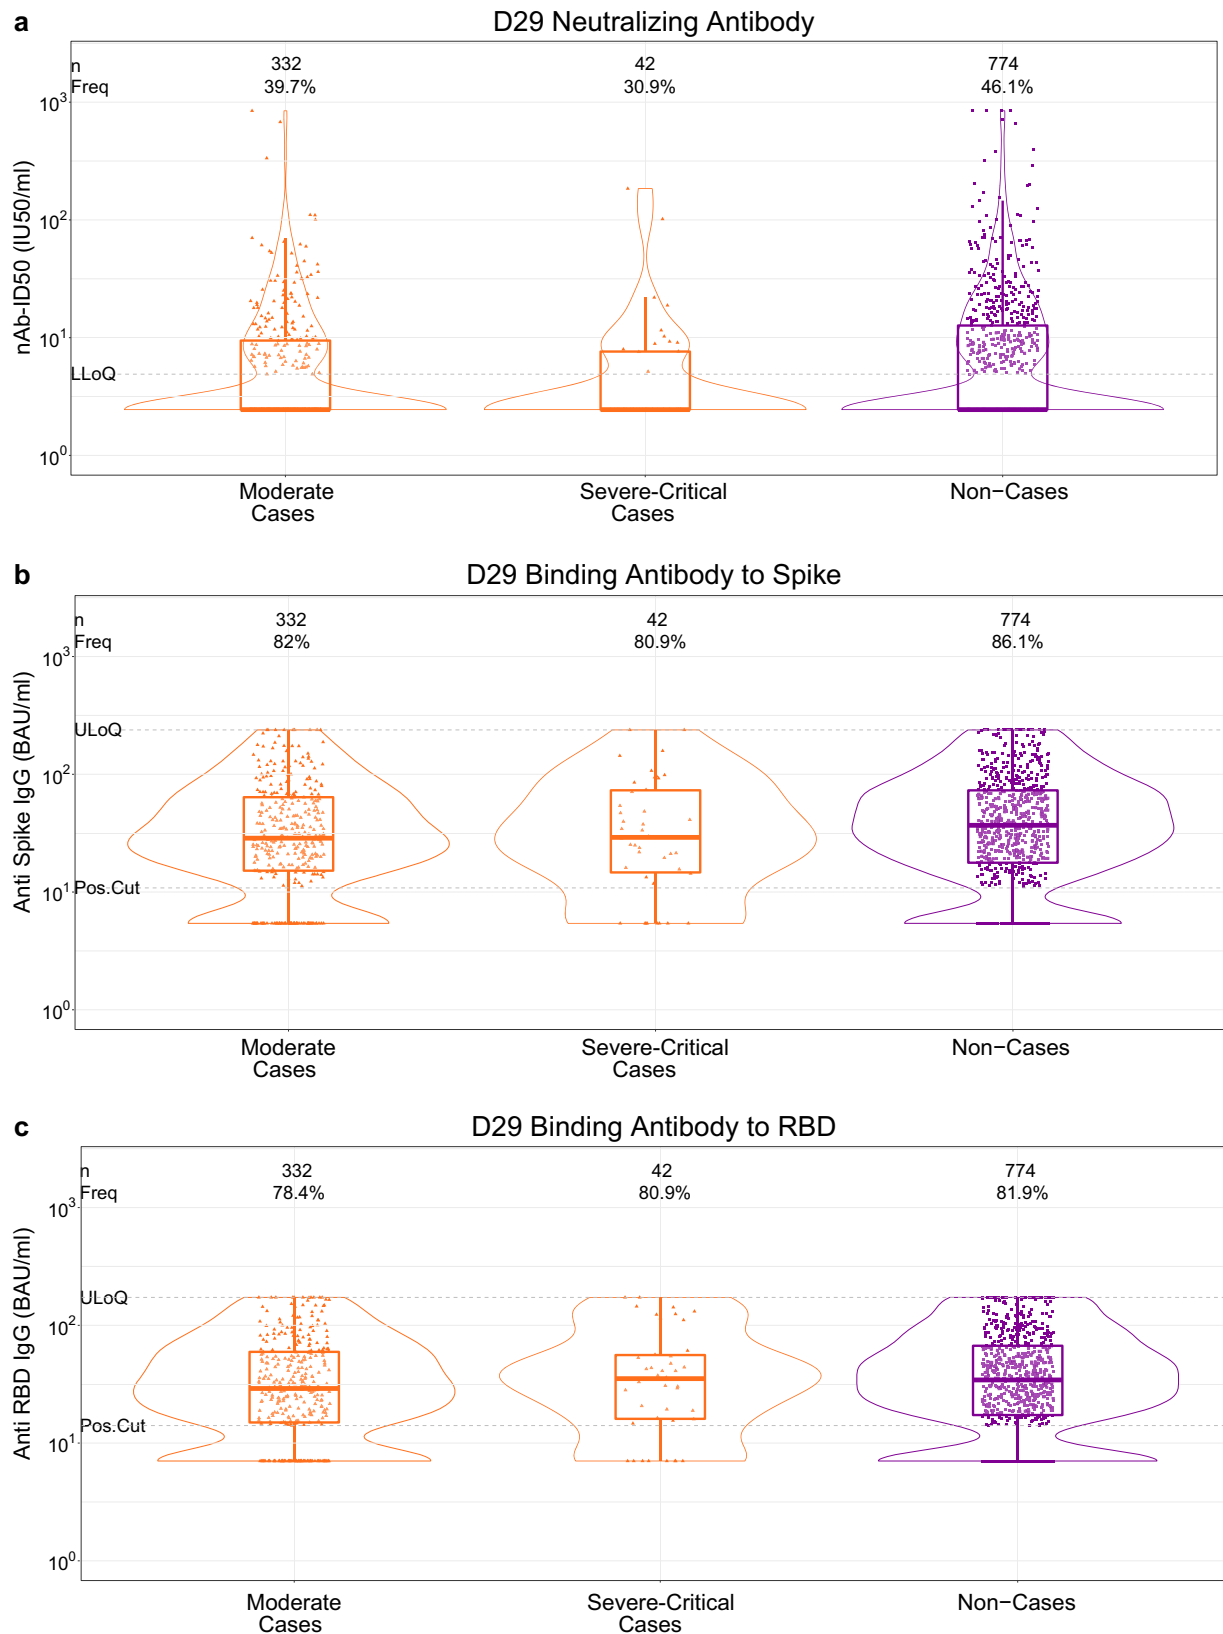 a
D29 Neutralizing Antibody
n 332 42 774
Freq 39.7% 30.9% 46.1%
nAb-ID50 (IU50/ml)
10^3
10^2
10^1
LLoQ
10^0
Moderate Cases
Severe-Critical Cases
Non−Cases
b
D29 Binding Antibody to Spike
n 332 42 774
Freq 82% 80.9% 86.1%
Anti Spike IgG (BAU/ml)
10^3
ULoQ
10^2
Pos.Cut
10^1
10^0
Moderate Cases
Severe-Critical Cases
Non−Cases
c
D29 Binding Antibody to RBD
n 332 42 774
Freq 78.4% 80.9% 81.9%
Anti RBD IgG (BAU/ml)
10^3
ULoQ
10^2
Pos.Cut
10^1
10^0
Moderate Cases
Severe-Critical Cases
Non−Cases